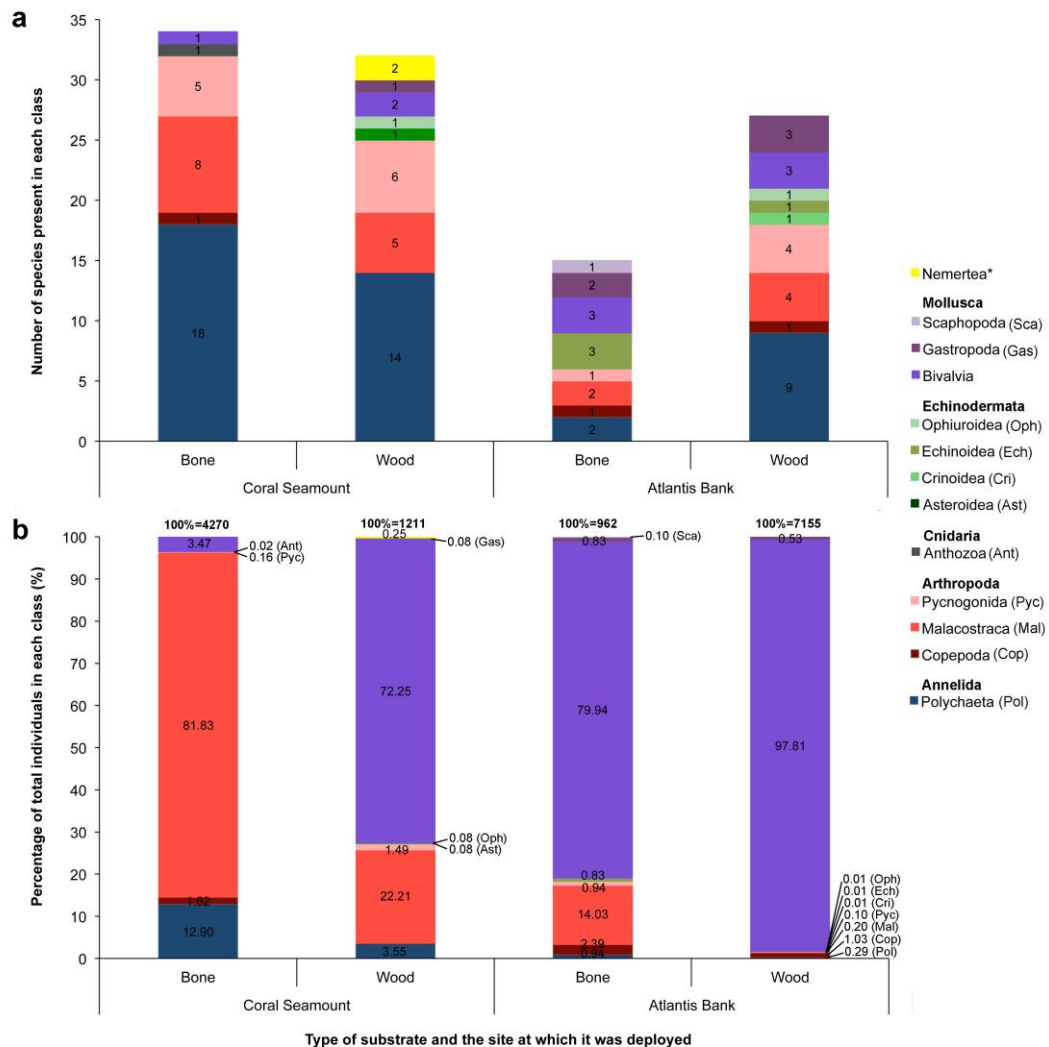 a
Number of species present in each class
35
30
25
20
15
10
5
0
1
1
5
8
1
18
2
1
2
1
1
6
5
14
1
2
3
3
1
2
1
2
3
3
1
1
1
4
4
1
9
Bone
Wood
Bone
Wood
Coral Seamount
Atlantis Bank
Nemertea*
Mollusca
Scaphopoda (Sca)
Gastropoda (Gas)
Bivalvia
Echinodermata
Ophiuroidea (Oph)
Echinoidea (Ech)
Crinoidea (Cri)
Asteroidea (Ast)
Cnidaria
Anthozoa (Ant)
Arthropoda
Pycnogonida (Pyc)
Malacostraca (Mal)
Copepoda (Cop)
Annelida
Polychaeta (Pol)
b
Percentage of total individuals in each class (%)
100
90
80
70
60
50
40
30
20
10
0
100%=4270
3.47
0.02 (Ant)
0.16 (Pyc)
81.83
1.62
12.90
100%=1211
0.25
0.08 (Gas)
72.25
0.08 (Oph)
0.08 (Ast)
1.49
22.21
3.55
100%=962
0.10 (Sca)
0.83
79.94
0.83
0.94
14.03
2.39
0.94
100%=7155
0.53
97.81
0.01 (Oph)
0.01 (Ech)
0.01 (Cri)
0.10 (Pyc)
0.20 (Mal)
1.03 (Cop)
0.29 (Pol)
Bone
Wood
Bone
Wood
Coral Seamount
Atlantis Bank
Type of substrate and the site at which it was deployed